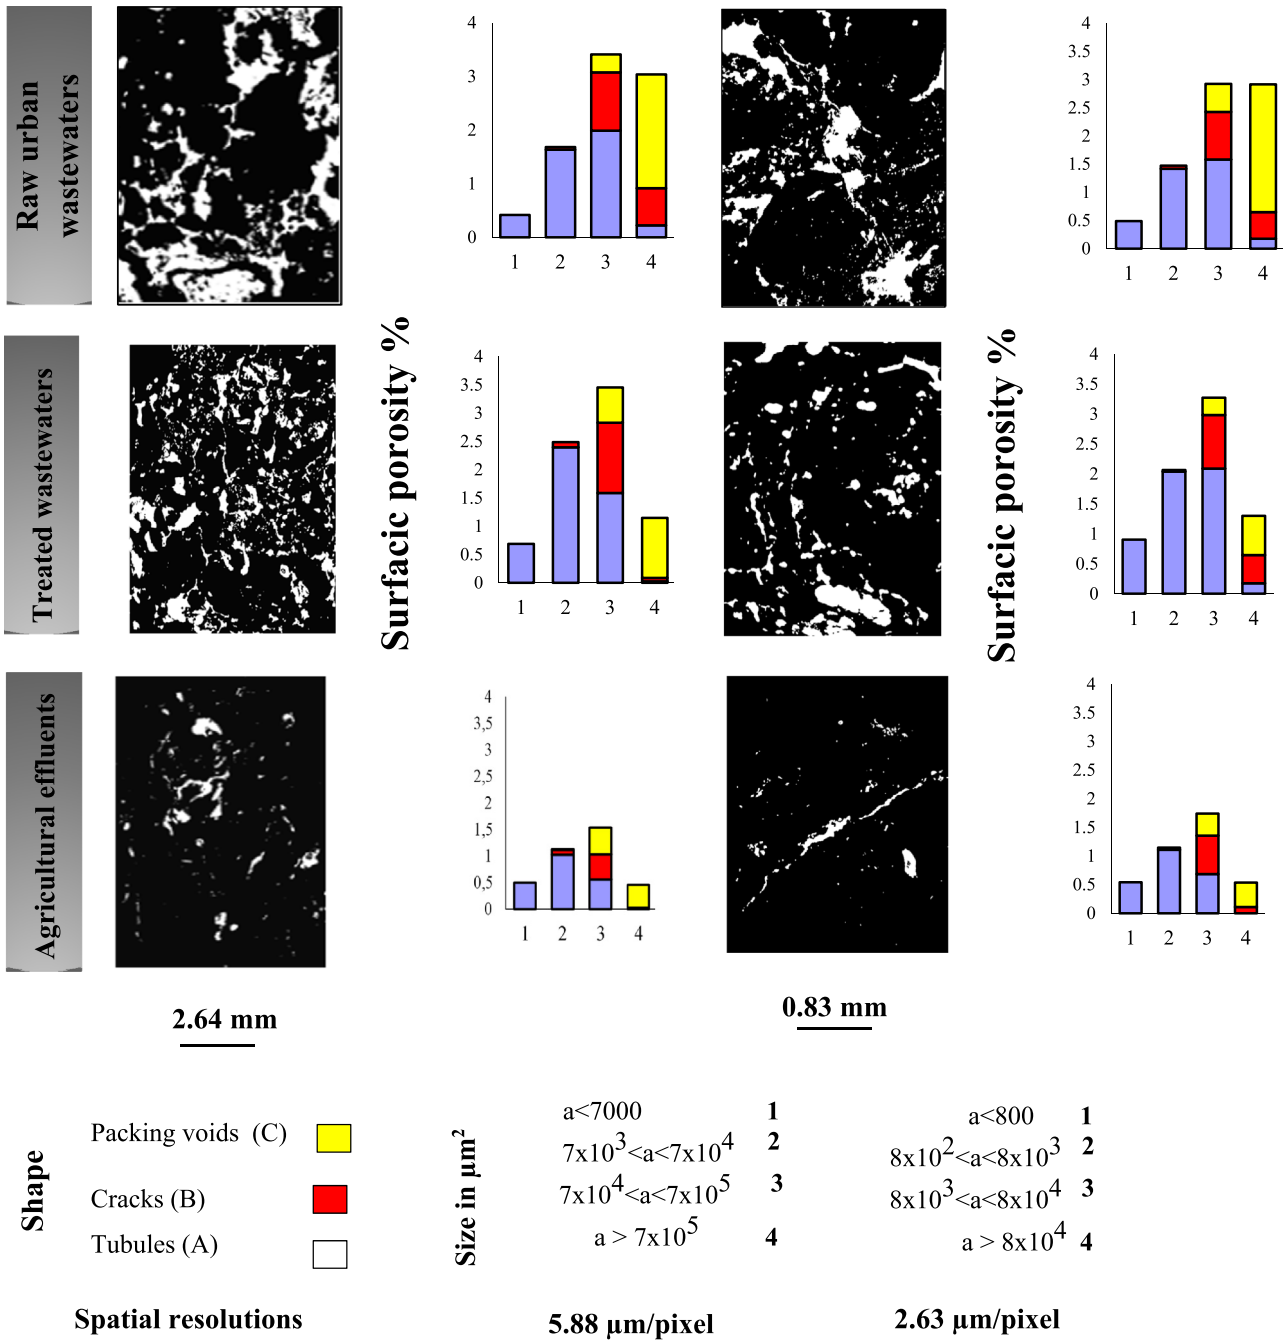 Raw urban
wastewaters
4
3
2
1
0
1 2 3 4
4
3.5
3
2.5
2
1.5
1
0.5
0
1 2 3 4
Treated wastewaters
Surfacic porosity %
4
3.5
3
2.5
2
1.5
1
0.5
0
1 2 3 4
Surfacic porosity %
4
3.5
3
2.5
2
1.5
1
0.5
0
1 2 3 4
Agricultural effluents
4
3,5
3
2,5
2
1,5
1
0,5
0
1 2 3 4
4
3.5
3
2.5
2
1.5
1
0.5
0
1 2 3 4
2.64 mm
0.83 mm
Shape
Packing voids (C)
Cracks (B)
Tubules (A)
Size in µm²
a<7000 1
7x10³<a<7x10⁴ 2
7x10⁴<a<7x10⁵ 3
a > 7x10⁵ 4
a<800 1
8x10²<a<8x10³ 2
8x10³<a<8x10⁴ 3
a > 8x10⁴ 4
Spatial resolutions 5.88 µm/pixel 2.63 µm/pixel